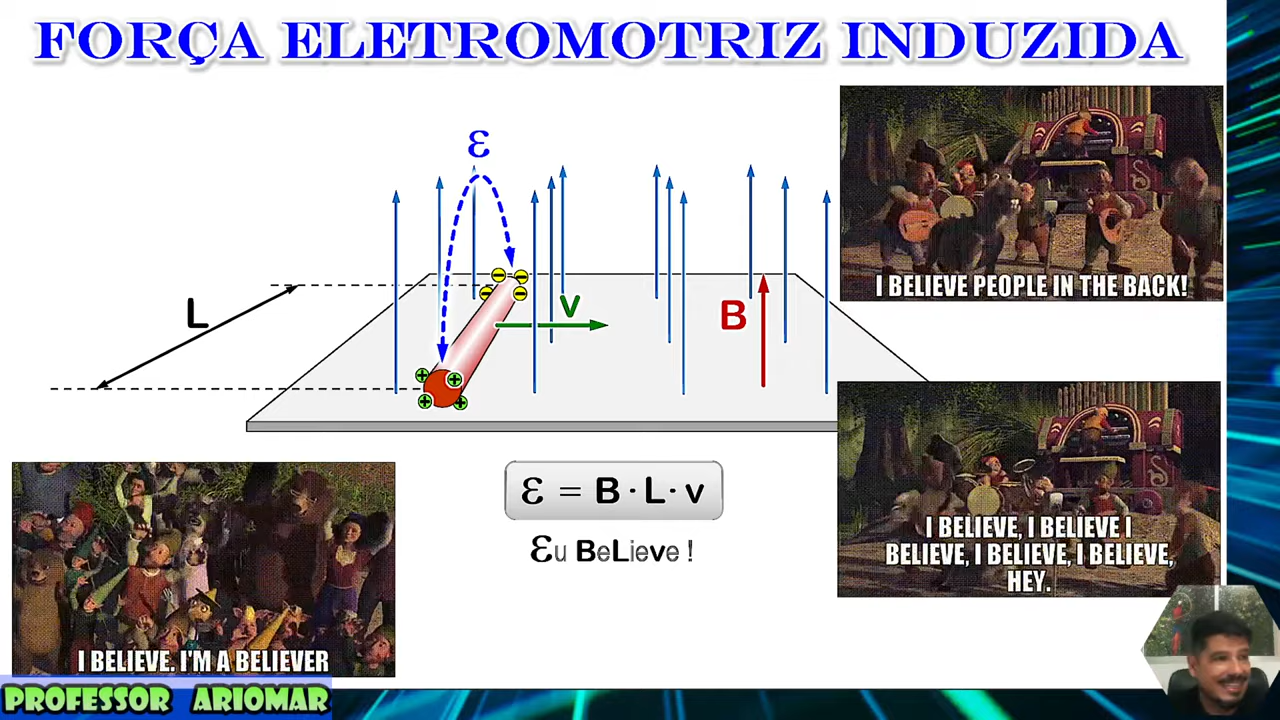 FORÇA ELETROMOTRIZ INDUZIDA
ε
L
V
B
I BELIEVE PEOPLE IN THE BACK!
ε = B · L · v
εu BeLieve !
I BELIEVE, I BELIEVE I
BELIEVE, I BELIEVE, I BELIEVE,
HEY.
I BELIEVE. I'M A BELIEVER
PROFESSOR ARIOMAR